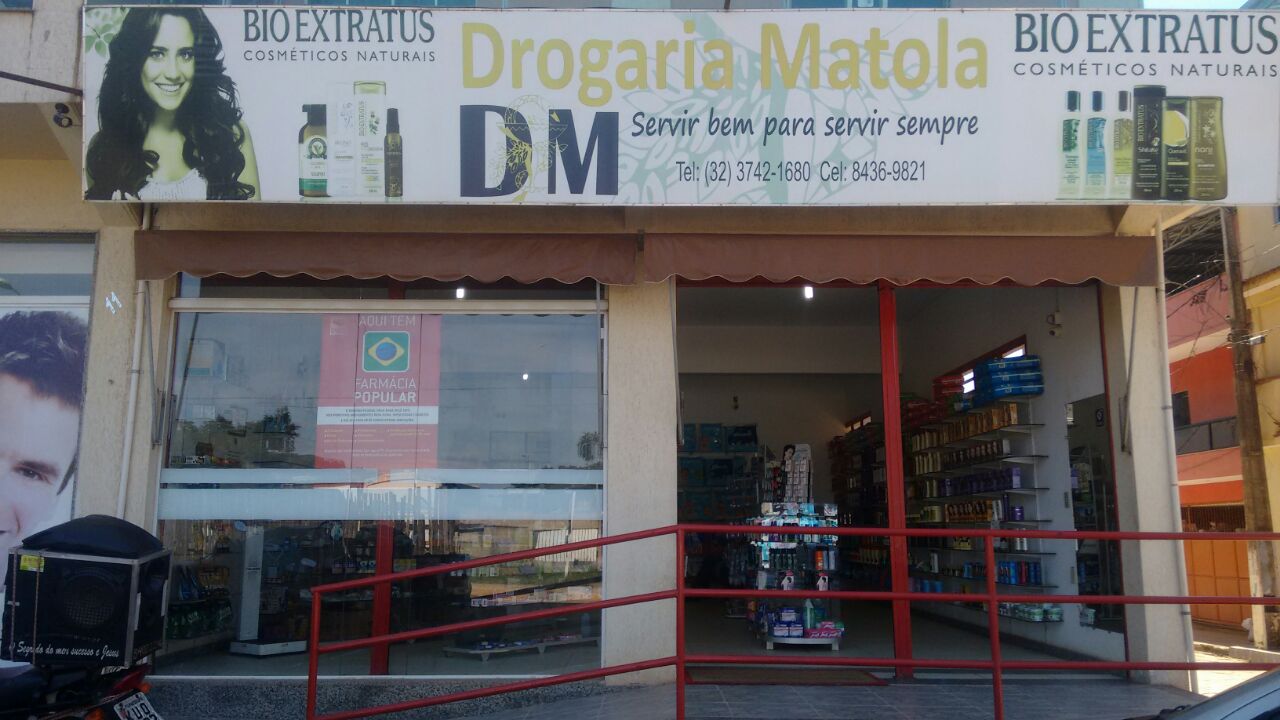 BIO EXTRATUS
COSMÉTICOS NATURAIS
Drogaria Matola
DM
Servir bem para servir sempre
Tel: (32) 3742-1680 Cel: 8436-9821
BIO EXTRATUS
COSMÉTICOS NATURAIS
11
AQUI TEM
FARMÁCIA
POPULAR
Segredo do meu sucesso e Jesus